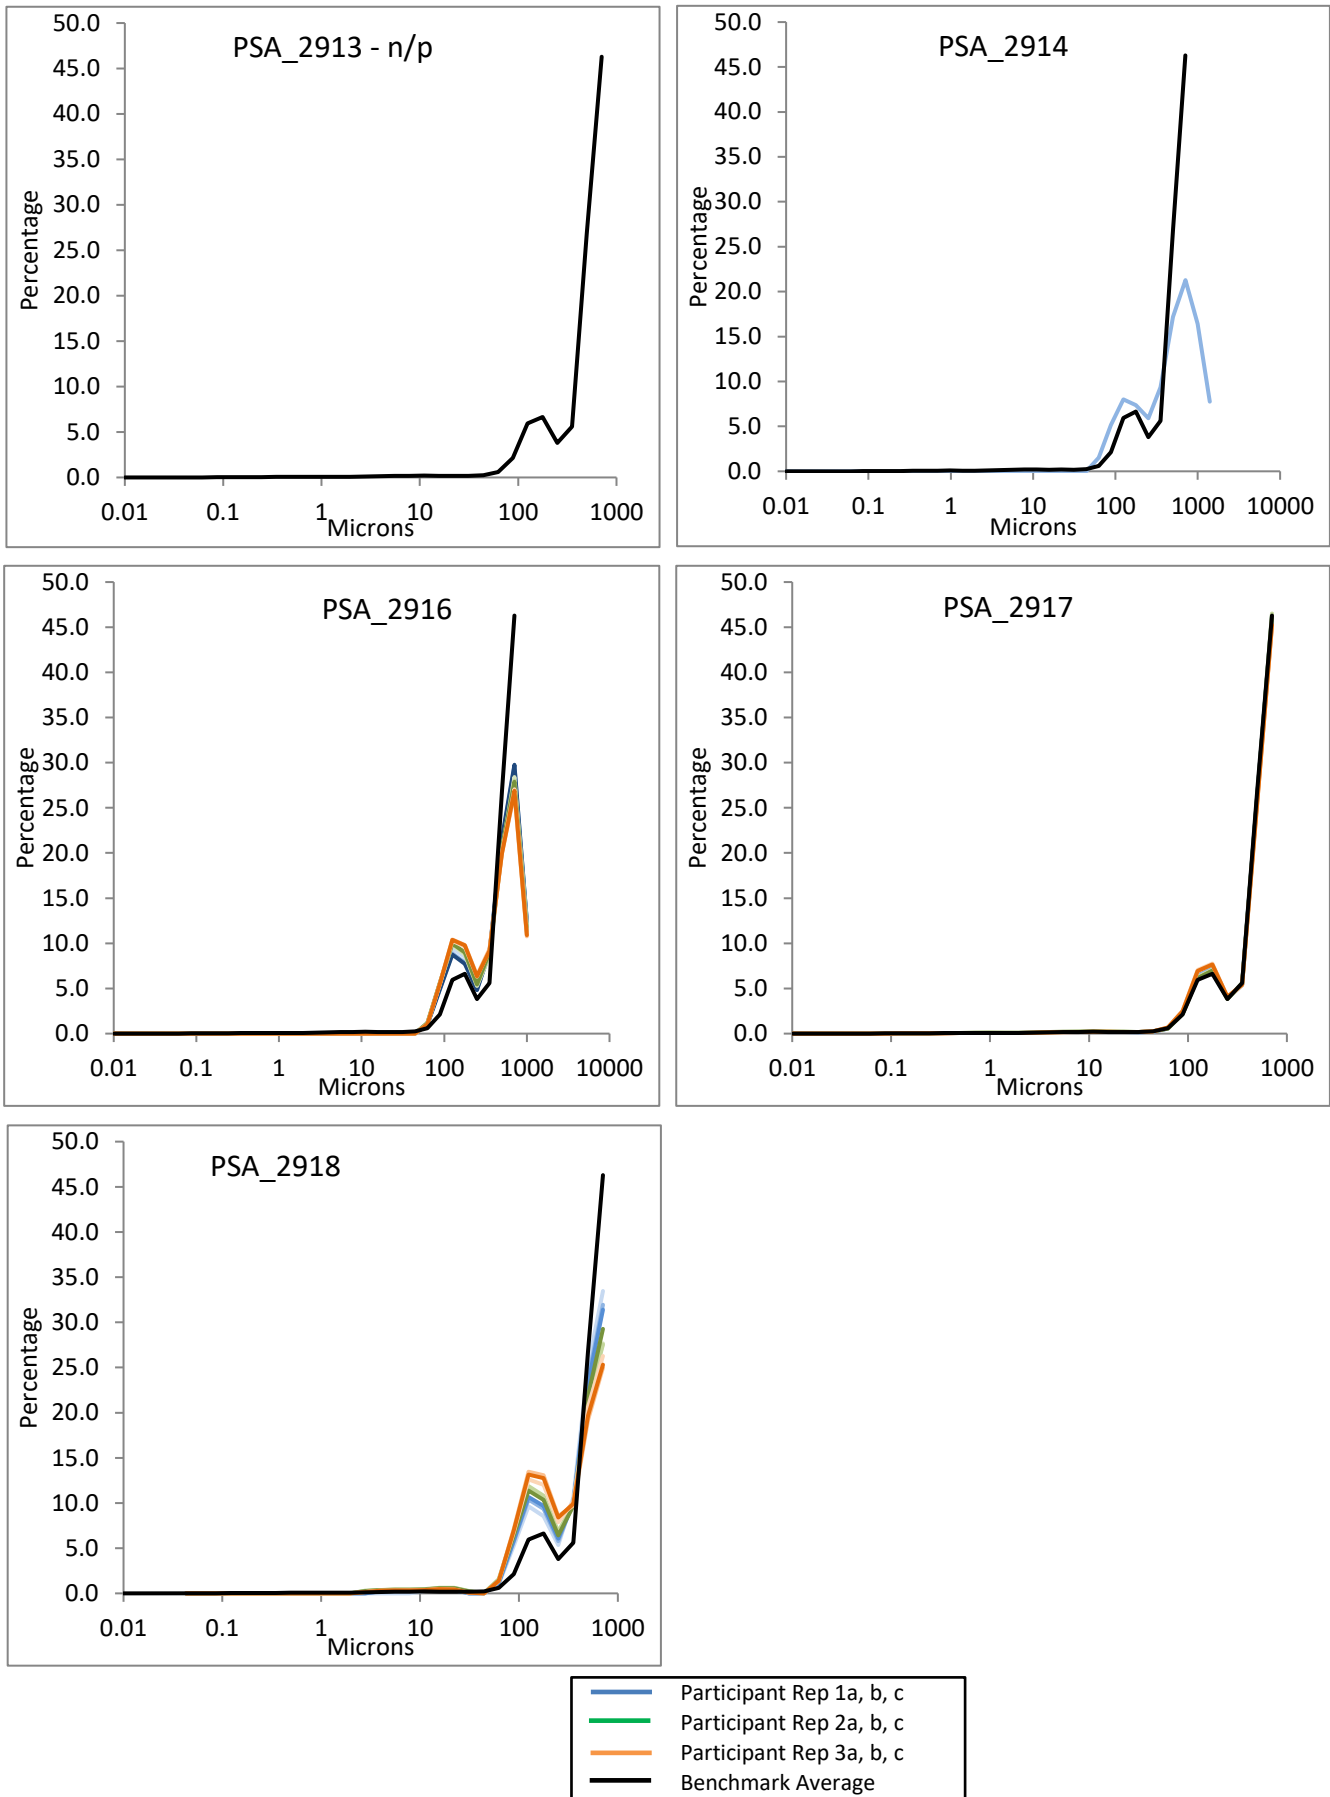 PSA_2913 - n/p
50.0
45.0
40.0
35.0
30.0
25.0
20.0
15.0
10.0
5.0
0.0
Percentage
0.01 0.1 1 10 100 1000
Microns
PSA_2914
50.0
45.0
40.0
35.0
30.0
25.0
20.0
15.0
10.0
5.0
0.0
Percentage
0.01 0.1 1 10 100 1000 10000
Microns
PSA_2916
50.0
45.0
40.0
35.0
30.0
25.0
20.0
15.0
10.0
5.0
0.0
Percentage
0.01 0.1 1 10 100 1000 10000
Microns
PSA_2917
50.0
45.0
40.0
35.0
30.0
25.0
20.0
15.0
10.0
5.0
0.0
Percentage
0.01 0.1 1 10 100 1000
Microns
PSA_2918
50.0
45.0
40.0
35.0
30.0
25.0
20.0
15.0
10.0
5.0
0.0
Percentage
0.01 0.1 1 10 100 1000
Microns
Participant Rep 1a, b, c
Participant Rep 2a, b, c
Participant Rep 3a, b, c
Benchmark Average